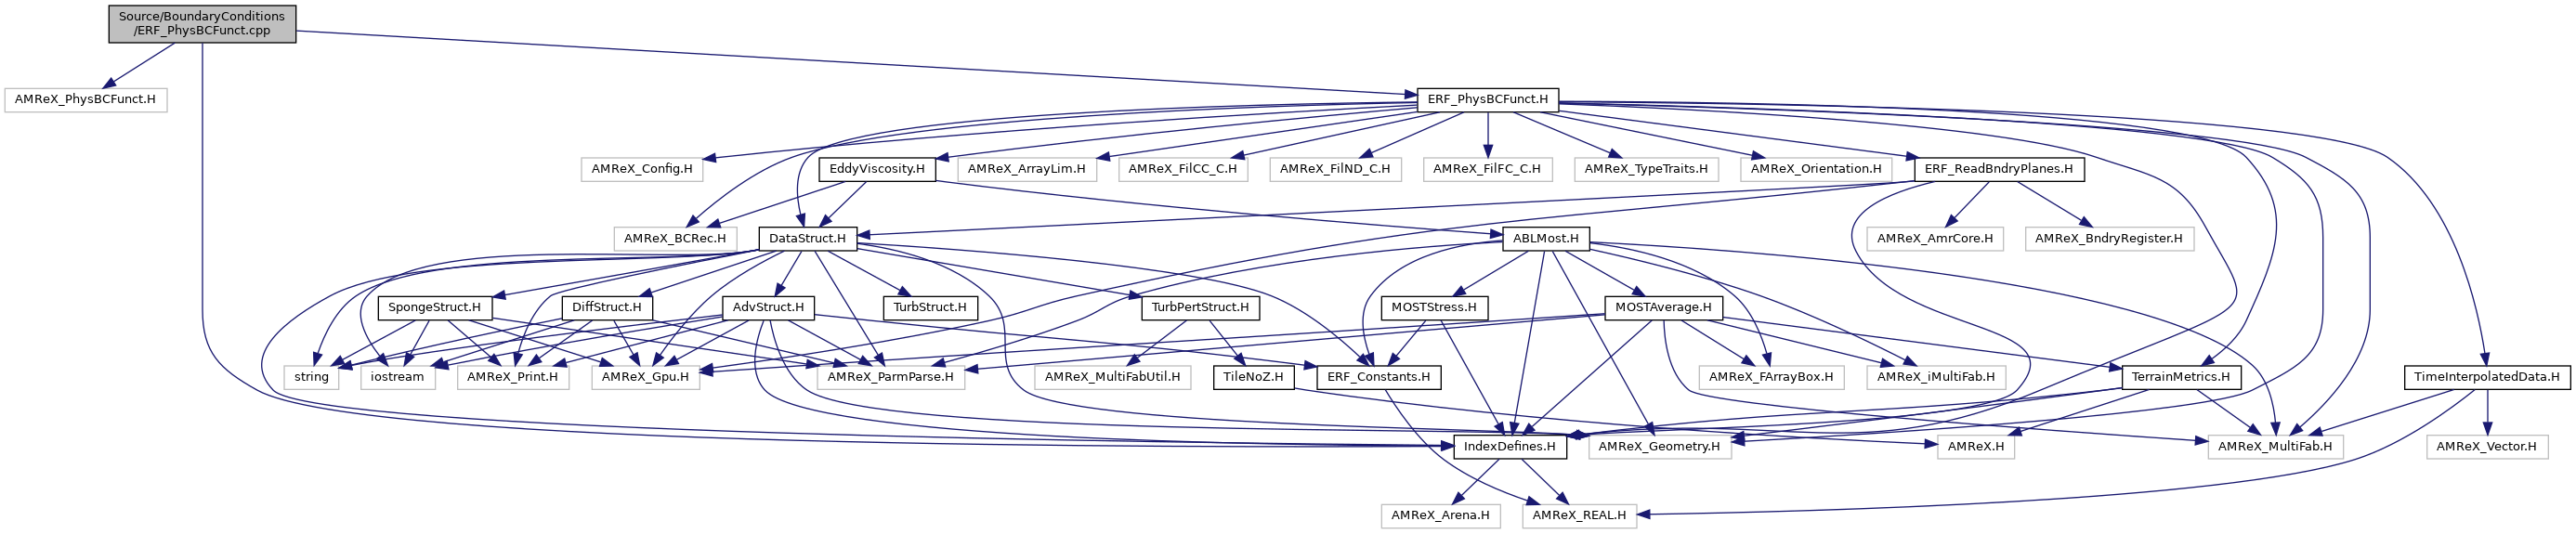 Source/BoundaryConditions
/ERF_PhysBCFunct.cpp
AMReX_PhysBCFunct.H
ERF_PhysBCFunct.H
AMReX_Config.H
EddyViscosity.H
AMReX_ArrayLim.H
AMReX_FilCC_C.H
AMReX_FilND_C.H
AMReX_FilFC_C.H
AMReX_TypeTraits.H
AMReX_Orientation.H
ERF_ReadBndryPlanes.H
AMReX_BCRec.H
DataStruct.H
ABLMost.H
AMReX_AmrCore.H
AMReX_BndryRegister.H
SpongeStruct.H
DiffStruct.H
AdvStruct.H
TurbStruct.H
TurbPertStruct.H
MOSTStress.H
MOSTAverage.H
string
iostream
AMReX_Print.H
AMReX_Gpu.H
AMReX_ParmParse.H
AMReX_MultiFabUtil.H
TileNoZ.H
ERF_Constants.H
AMReX_FArrayBox.H
AMReX_iMultiFab.H
TerrainMetrics.H
TimeInterpolatedData.H
IndexDefines.H
AMReX_Geometry.H
AMReX.H
AMReX_MultiFab.H
AMReX_Vector.H
AMReX_Arena.H
AMReX_REAL.H